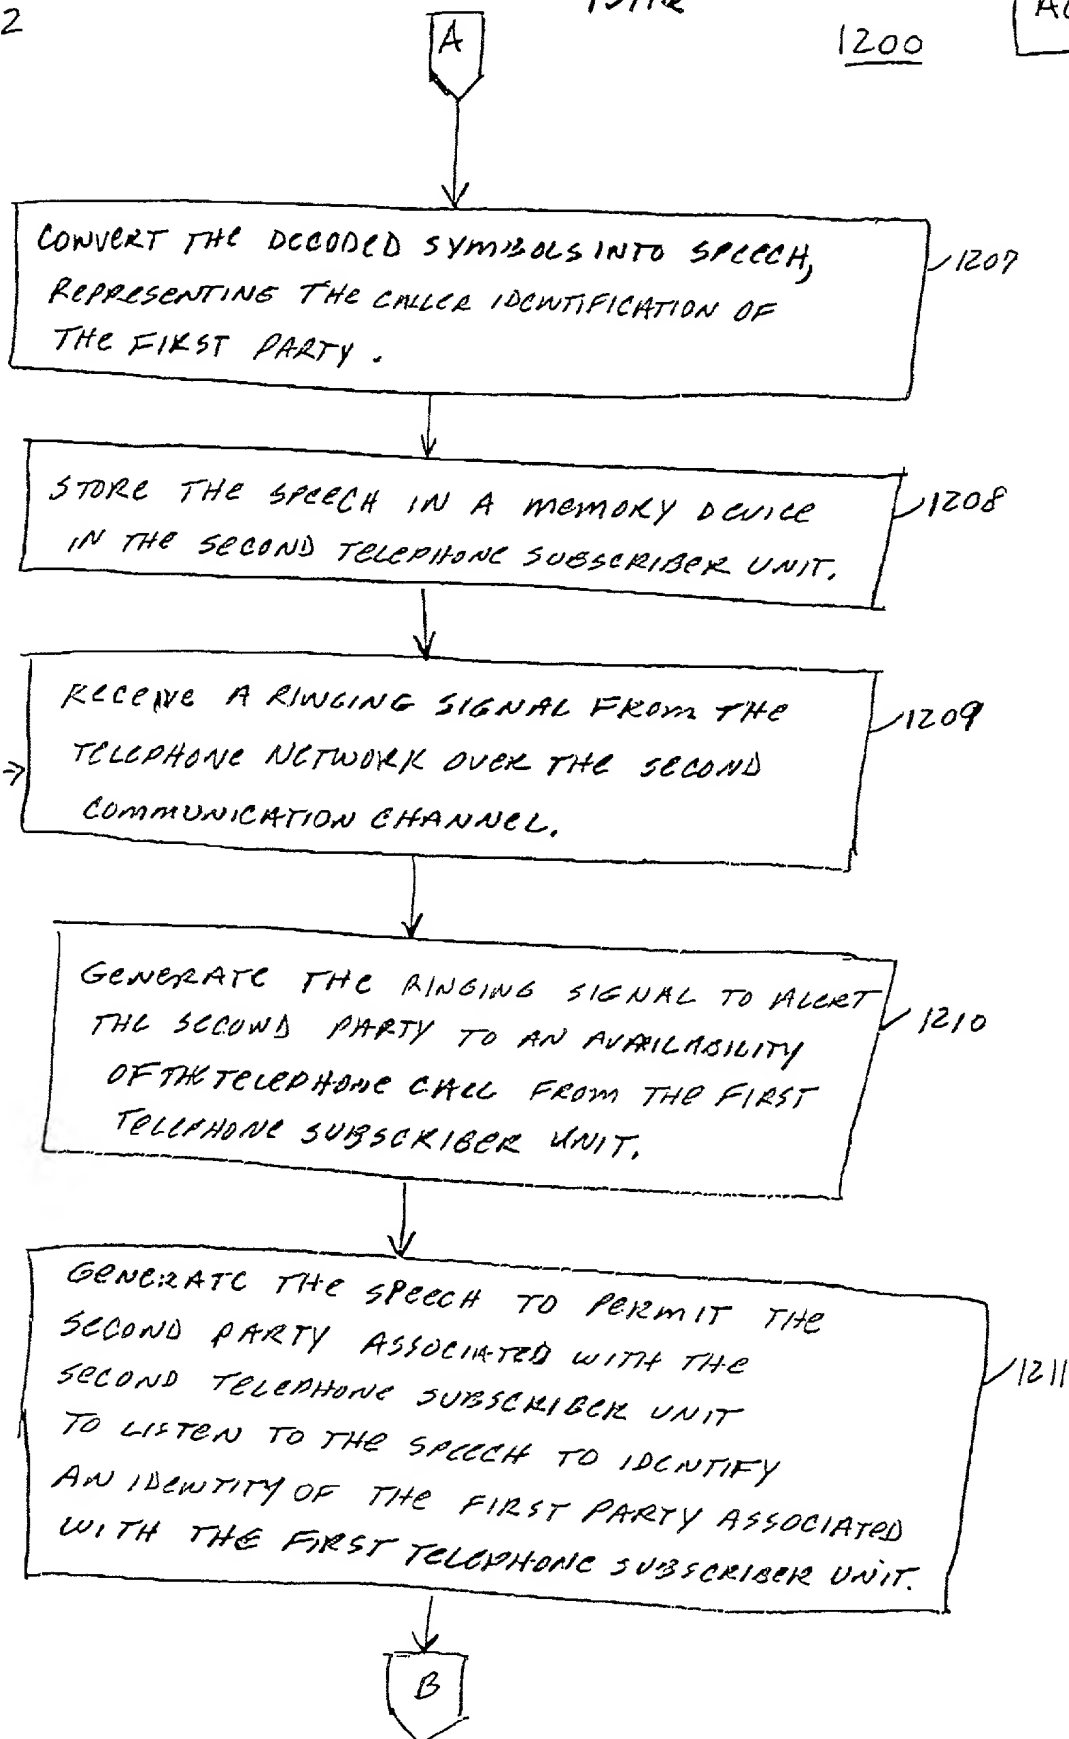 2
1200
A
CONVERT THE DECODED SYMBOLS INTO SPEECH,
REPRESENTING THE CALLER IDENTIFICATION OF
THE FIRST PARTY.
1207
STORE THE SPEECH IN A MEMORY DEVICE
IN THE SECOND TELEPHONE SUBSCRIBER UNIT.
1208
RECEIVE A RINGING SIGNAL FROM THE
TELEPHONE NETWORK OVER THE SECOND
COMMUNICATION CHANNEL.
1209
GENERATE THE RINGING SIGNAL TO ALERT
THE SECOND PARTY TO AN AVAILABILITY
OF THE TELEPHONE CALL FROM THE FIRST
TELEPHONE SUBSCRIBER UNIT.
1210
GENERATE THE SPEECH TO PERMIT THE
SECOND PARTY ASSOCIATED WITH THE
SECOND TELEPHONE SUBSCRIBER UNIT
TO LISTEN TO THE SPEECH TO IDENTIFY
AN IDENTITY OF THE FIRST PARTY ASSOCIATED
WITH THE FIRST TELEPHONE SUBSCRIBER UNIT.
1211
B